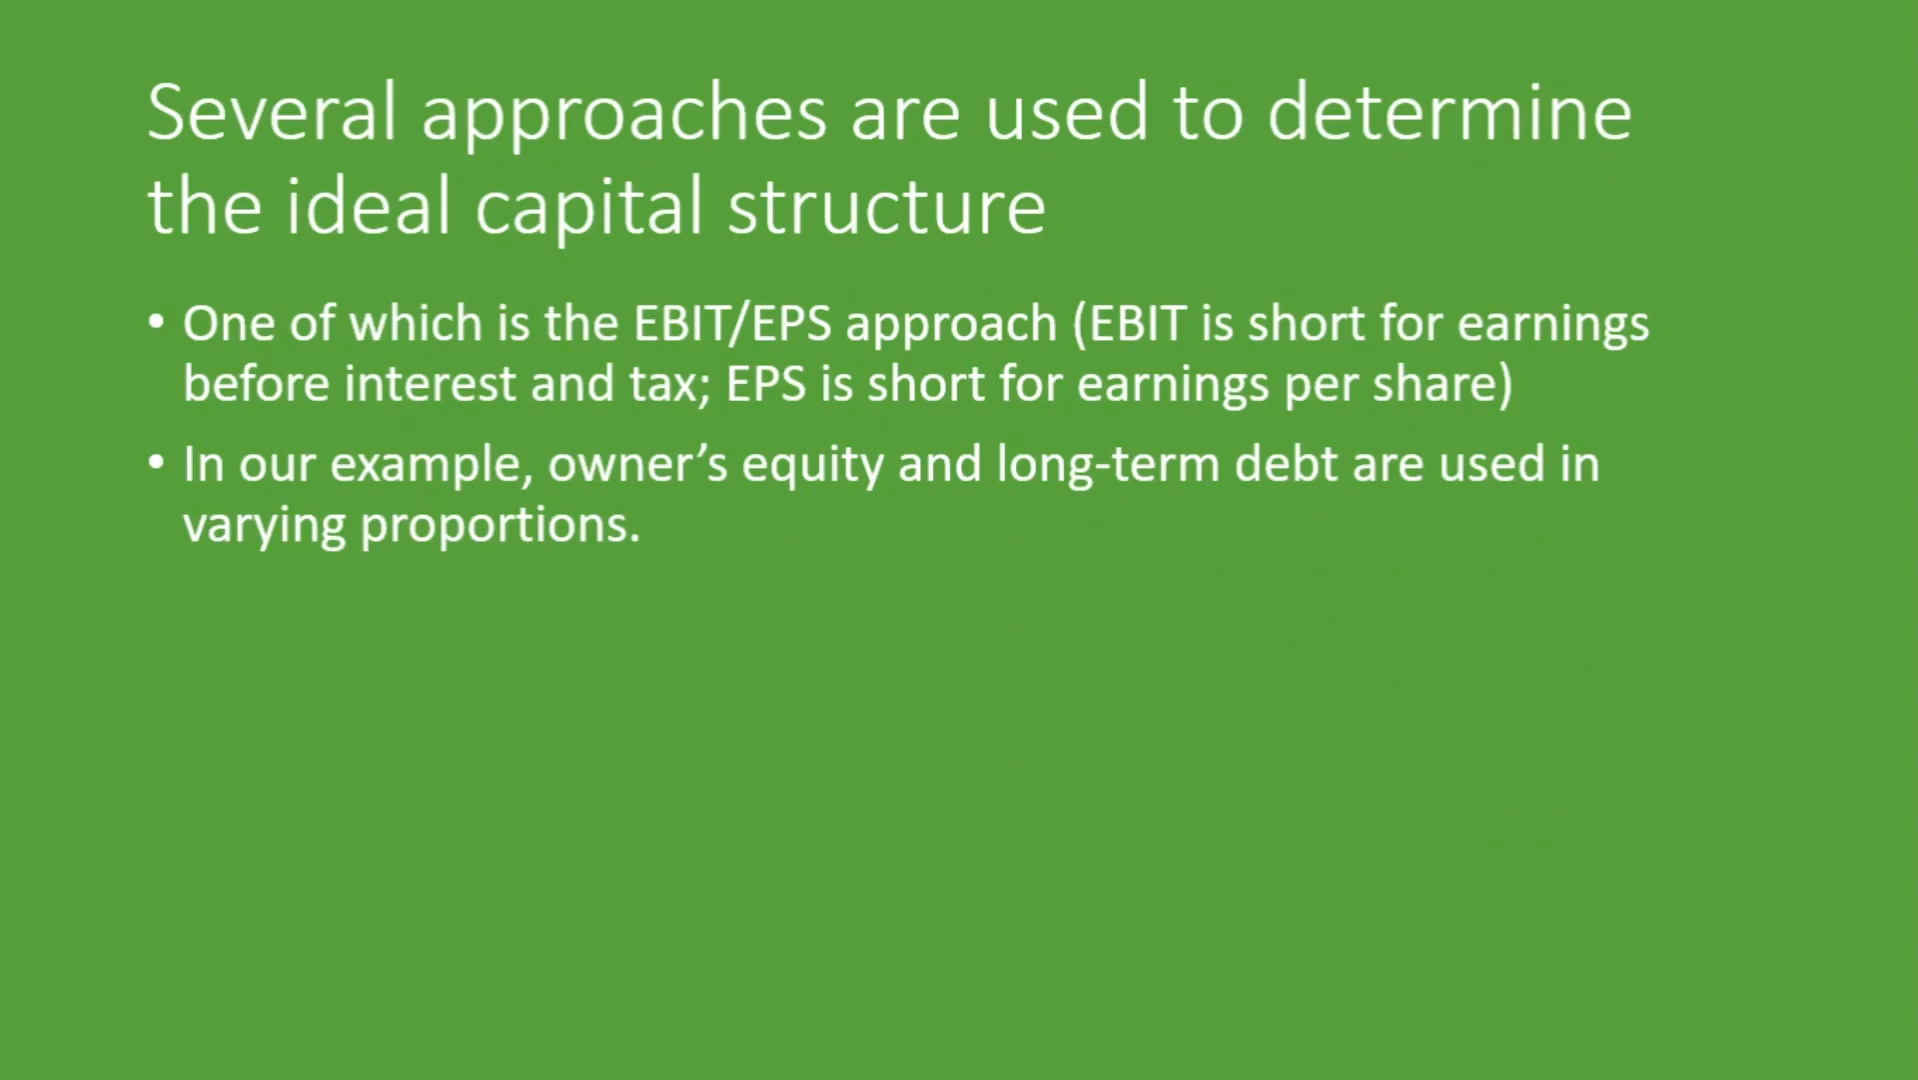 Several approaches are used to determine
the ideal capital structure
• One of which is the EBIT/EPS approach (EBIT is short for earnings
before interest and tax; EPS is short for earnings per share)
• In our example, owner’s equity and long-term debt are used in
varying proportions.